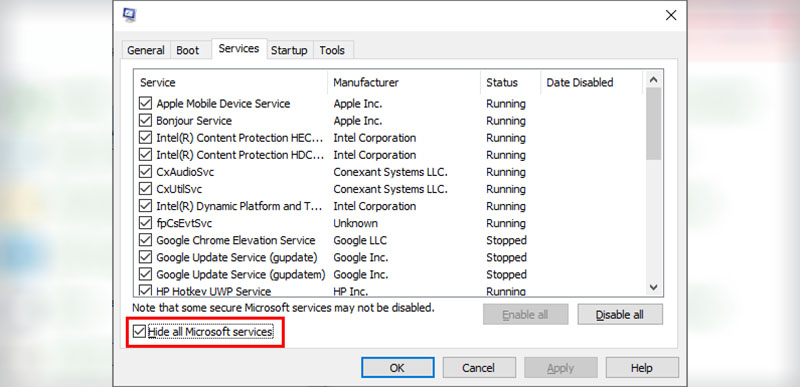 General Boot Services Startup Tools
Service Manufacturer Status Date Disabled
Apple Mobile Device Service Apple Inc. Running
Bonjour Service Apple Inc. Running
Intel(R) Content Protection HEC... Intel Corporation Running
Intel(R) Content Protection HDC... Intel Corporation Running
CxAudioSvc Conexant Systems LLC. Running
CxUtilSvc Conexant Systems LLC. Running
Intel(R) Dynamic Platform and T... Intel Corporation Running
fpCsEvtSvc Unknown Running
Google Chrome Elevation Service Google LLC Stopped
Google Update Service (gupdate) Google Inc. Stopped
Google Update Service (gupdatem) Google Inc. Stopped
HP Hotkey UWP Service HP Inc. Running
Note that some secure Microsoft services may not be disabled.
Enable all Disable all
Hide all Microsoft services
OK Cancel Apply Help